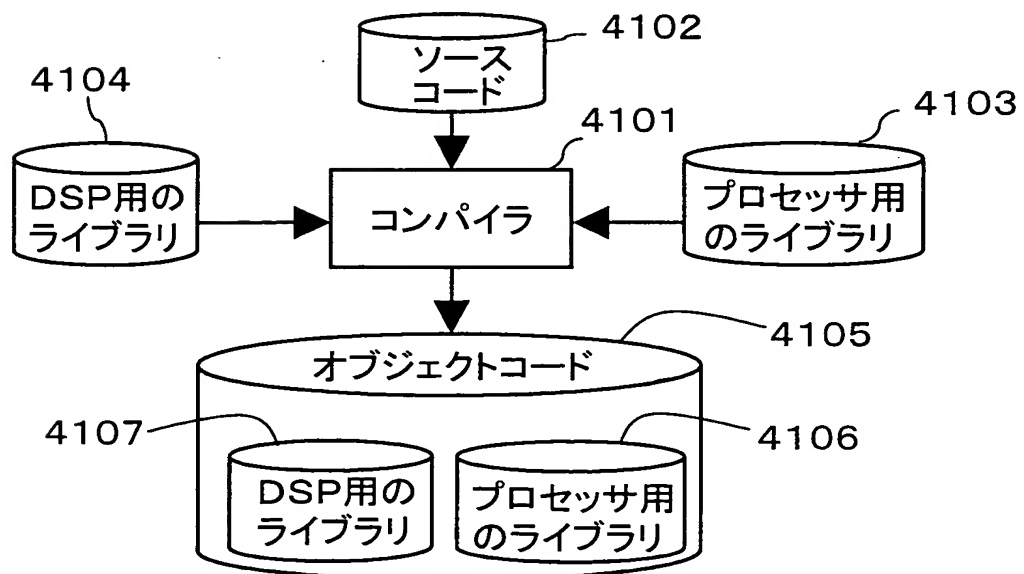 4102
ソース
コード
4104
4101
4103
DSP用の
ライブラリ
コンパイラ
プロセッサ用
のライブラリ
4105
オブジェクトコード
4107
4106
DSP用の
ライブラリ
プロセッサ用
のライブラリ